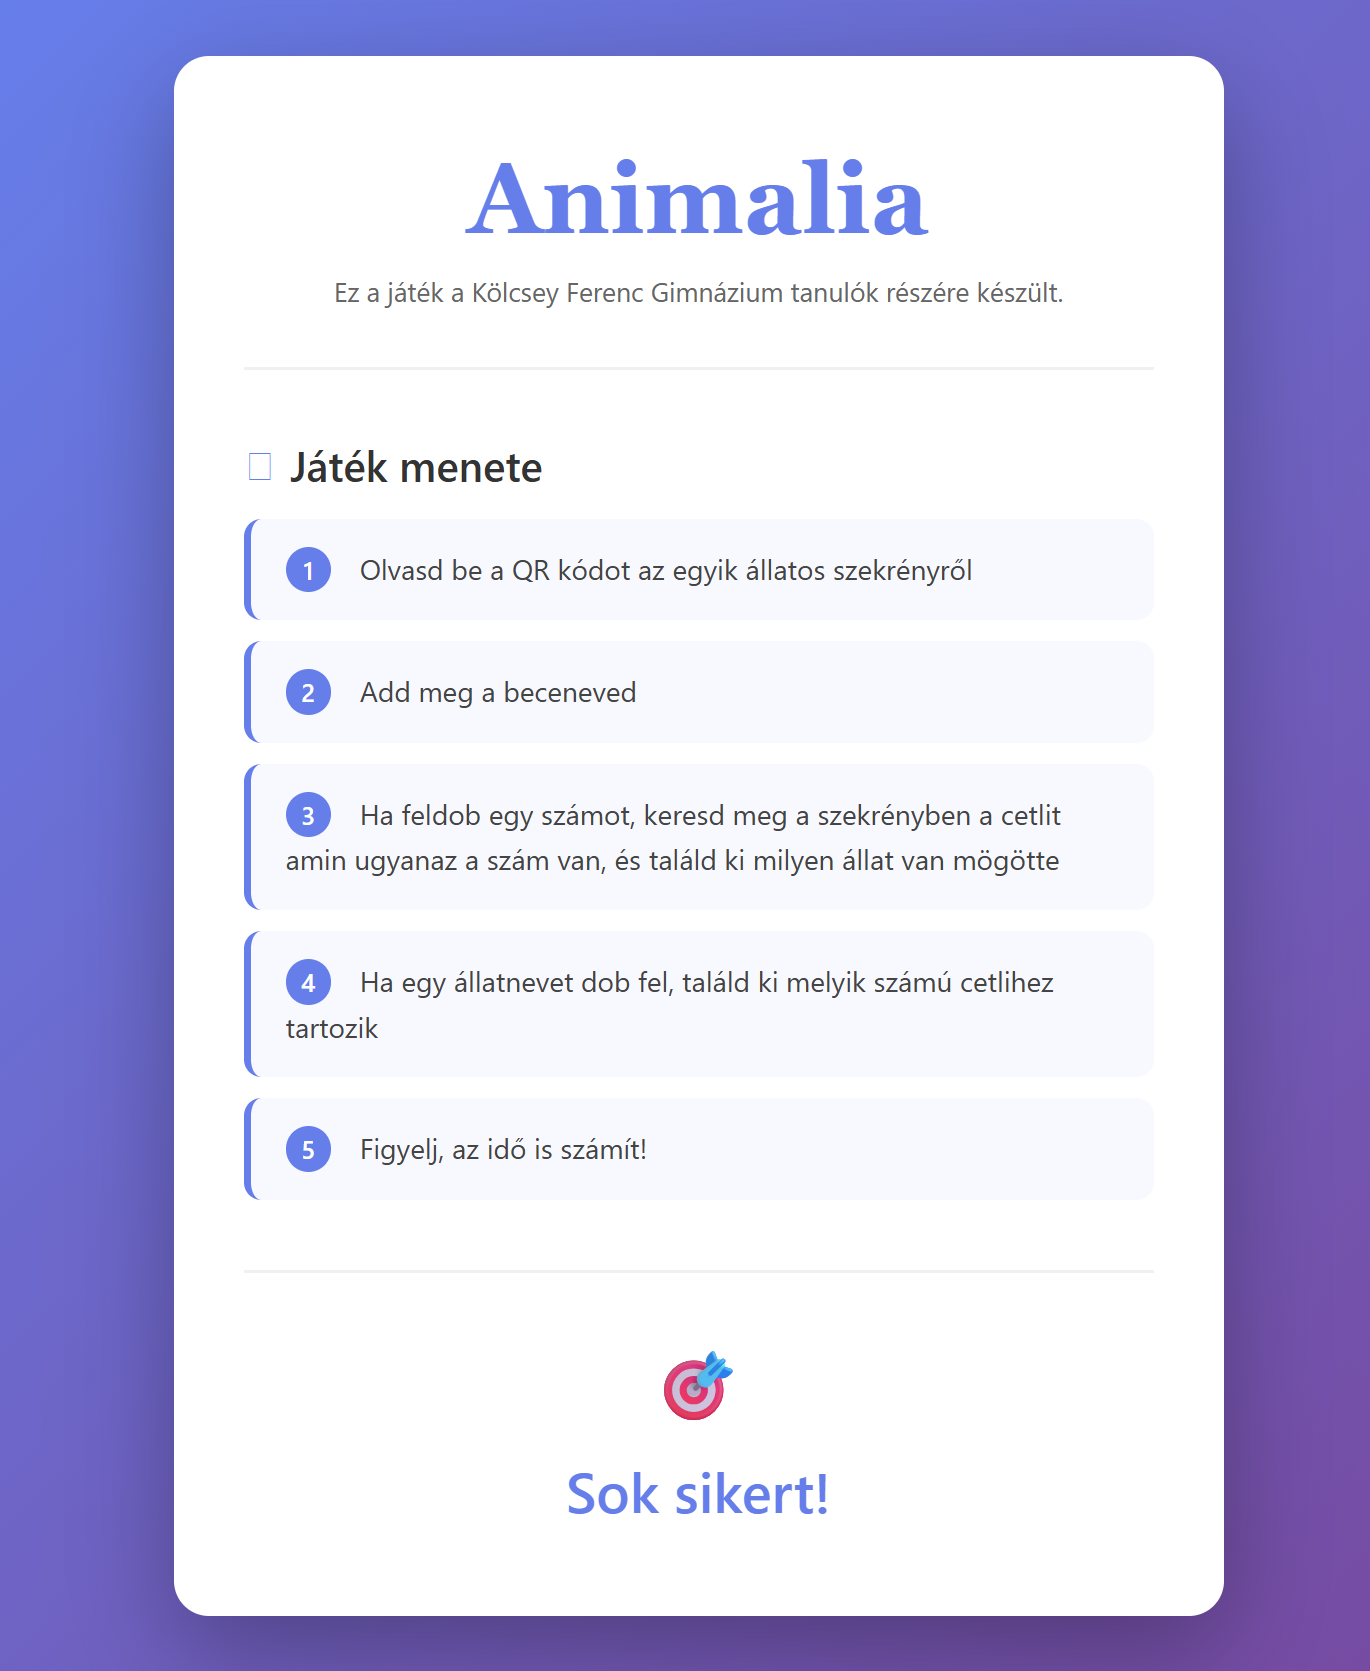 Animalia
Ez a játék a Kölcsey Ferenc Gimnázium tanulók részére készült.
Játék menete
1 Olvasd be a QR kódot az egyik állatos szekrényről
2 Add meg a beceneved
3 Ha feldob egy számot, keresd meg a szekrényben a cetlit
amin ugyanaz a szám van, és találd ki milyen állat van mögötte
4 Ha egy állatnevet dob fel, találd ki melyik számú cetlihez
tartozik
5 Figyelj, az idő is számít!
Sok sikert!